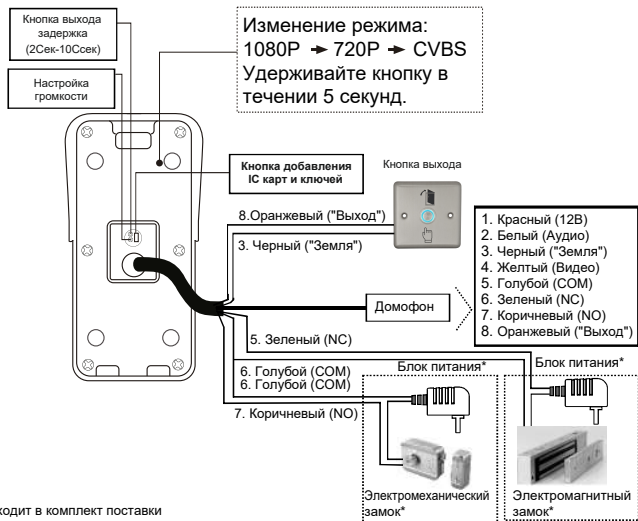 Кнопка выхода
задержка
(2Сек-10Ссек)
Настройка
громкости
Изменение режима:
1080P → 720P → CVBS
Удерживайте кнопку в
течении 5 секунд.
Кнопка добавления
IC карт и ключей
Кнопка выхода
8.Оранжевый ("Выход")
3. Черный ("Земля")
Домофон
1. Красный (12В)
2. Белый (Аудио)
3. Черный ("Земля")
4. Желтый (Видео)
5. Голубой (COM)
6. Зеленый (NC)
7. Коричневый (NO)
8. Оранжевый ("Выход")
5. Зеленый (NC)
6. Голубой (COM)
6. Голубой (COM)
7. Коричневый (NO)
Блок питания*
Блок питания*
Электромеханический
замок*
Электромагнитный
замок*
ходит в комплект поставки